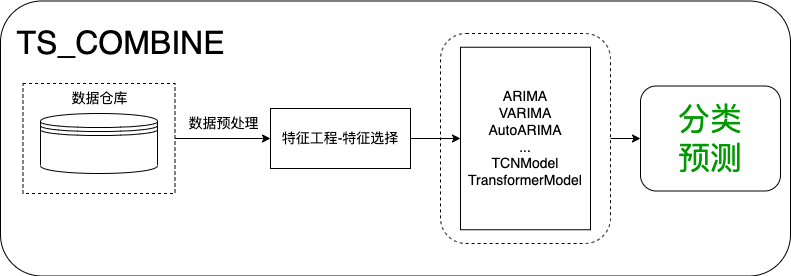 TS_COMBINE
数据仓库
数据预处理
特征工程-特征选择
ARIMA
VARIMA
AutoARIMA
...
TCNModel
TransformerModel
分类
预测